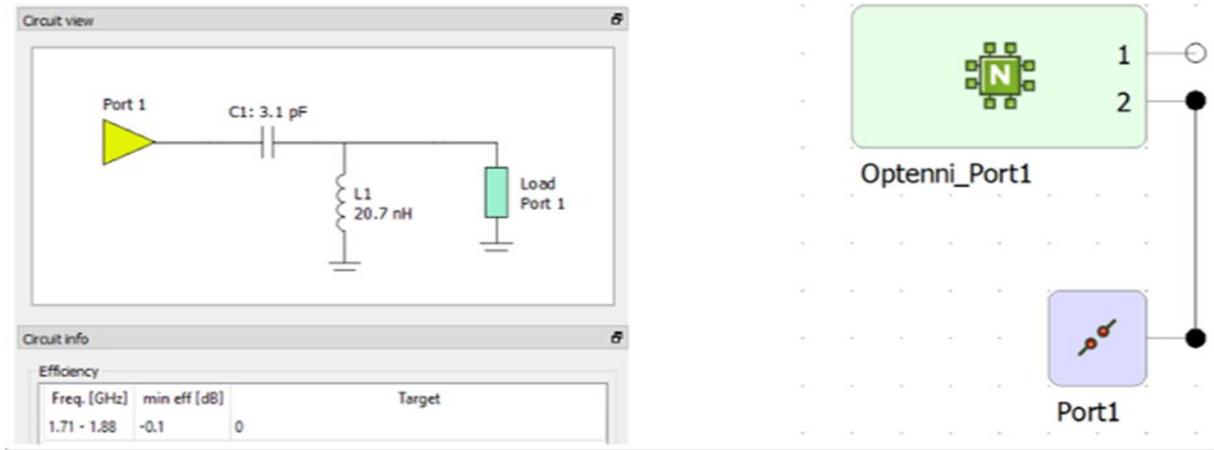 Circuit view
Port 1
C1: 3.1 pF
L1
20.7 nH
Load
Port 1
Circuit info
Efficiency
Freq. [GHz] min eff [dB] Target
1.71 - 1.88 -0.1 0
N
1
2
Optenni_Port1
Port1